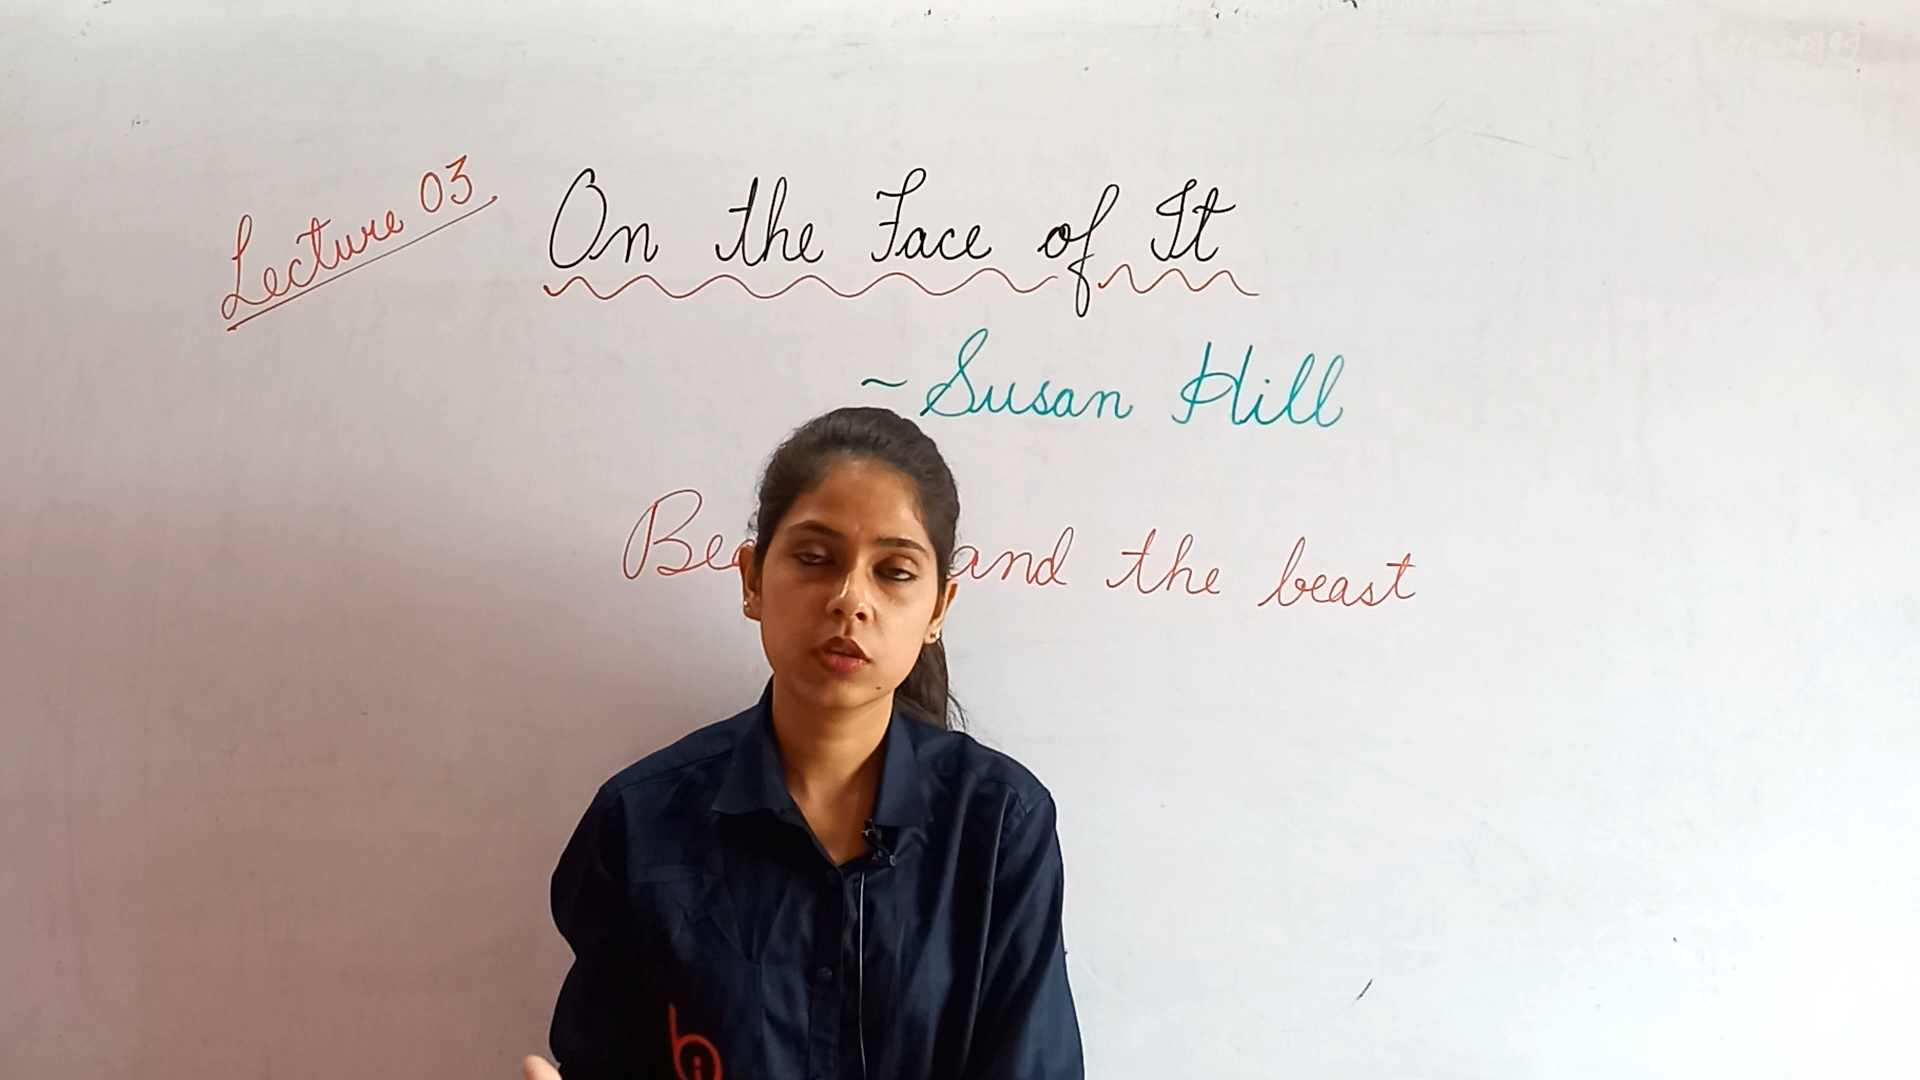 Lecture 03
On the Face of It
~ Susan Hill
and the beast